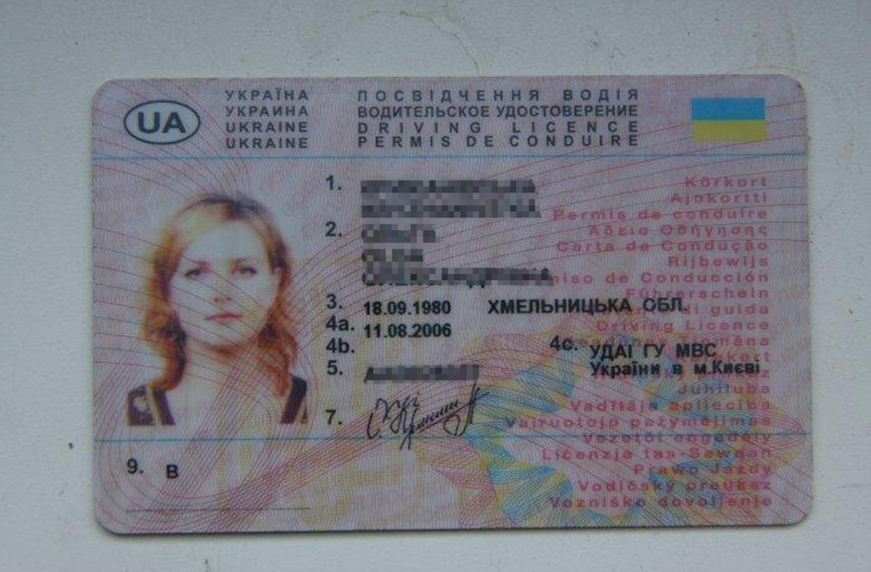 UA
УКРАЇНА
УКРАИНА
UKRAINE
UKRAINE
ПОСВІДЧЕННЯ ВОДІЯ
ВОДИТЕЛЬСКОЕ УДОСТОВЕРЕНИЕ
DRIVING LICENCE
PERMIS DE CONDUIRE
1.
2.
3. 18.09.1980 ХМЕЛЬНИЦЬКА ОБЛ.
4a. 11.08.2006
4b.
4c. УДАІ ГУ МВС
України в м.Києві
5.
7.
9. B
Körkort
Ajokortti
Permis de conduire
Άδεια Οδήγησης
Carta de Condução
Rijbewijs
de Conducción
Führerschein
di guida
Driving Licence
Juhiluba
Vadītāja apliecība
Vairuotojo pažymėjimas
Vezetői engedély
Liċenzja tas-Sewqan
Prawo Jazdy
Vodičský preukaz
Vozniško dovoljenje